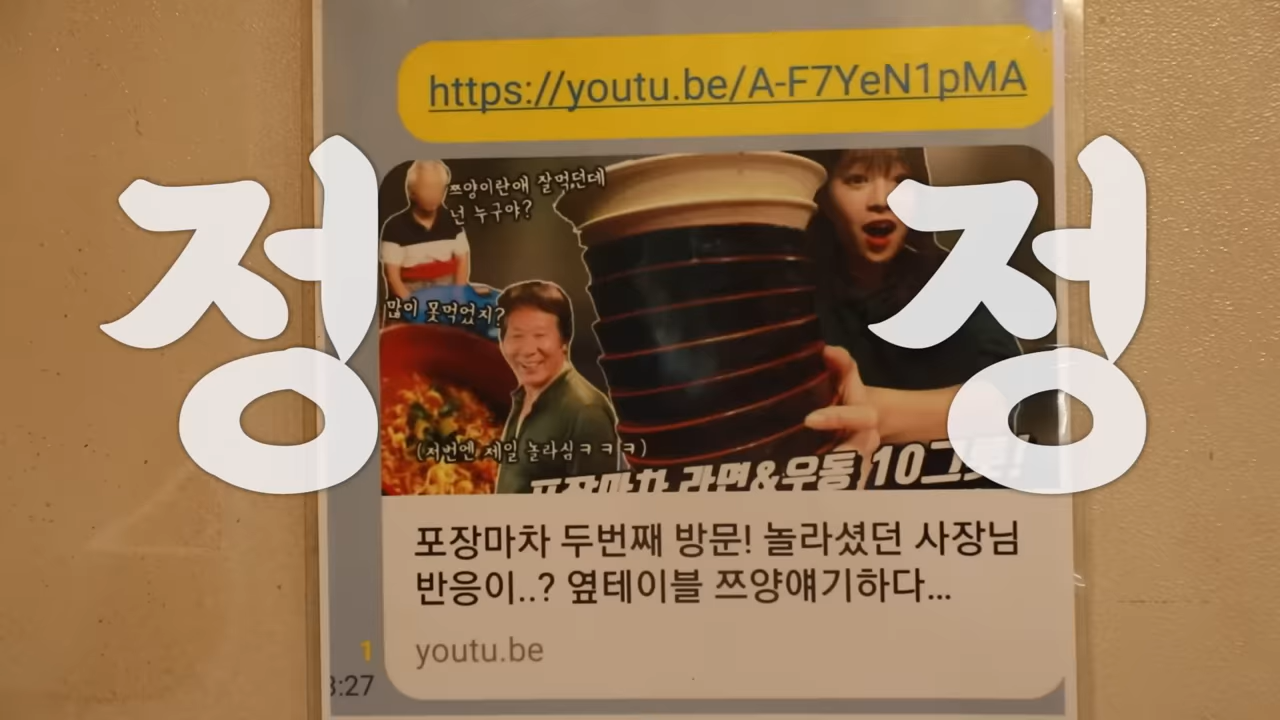 https://youtu.be/A-F7YeN1pMA
쯔양이란애 잘먹던데
넌 누구야?
많이 못먹었지?
(저번엔 제일 놀라심ㅋㅋㅋ)
포장마차 라면&우동 10그릇!
정 정
포장마차 두번째 방문! 놀라셨던 사장님
반응이..? 옆테이블 쯔양얘기하다...
youtu.be
1
3:27